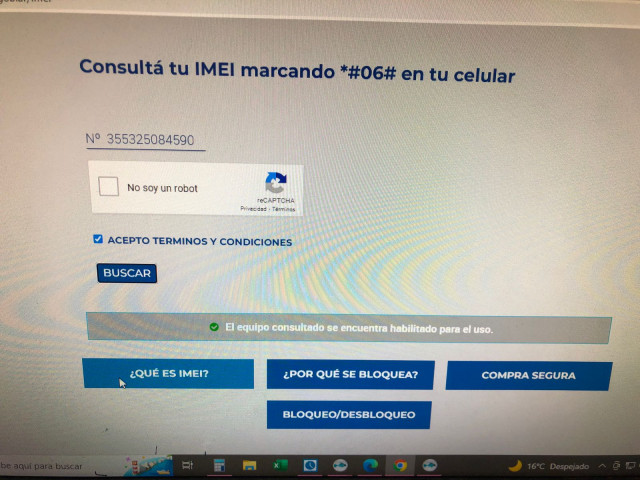 Consultá tu IMEI marcando *#06# en tu celular
Nº 355325084590
No soy un robot
reCAPTCHA
Privacidad - Términos
ACEPTO TERMINOS Y CONDICIONES
BUSCAR
El equipo consultado se encuentra habilitado para el uso.
¿QUÉ ES IMEI?
¿POR QUÉ SE BLOQUEA?
COMPRA SEGURA
BLOQUEO/DESBLOQUEO
be aquí para buscar
16°C Despejado